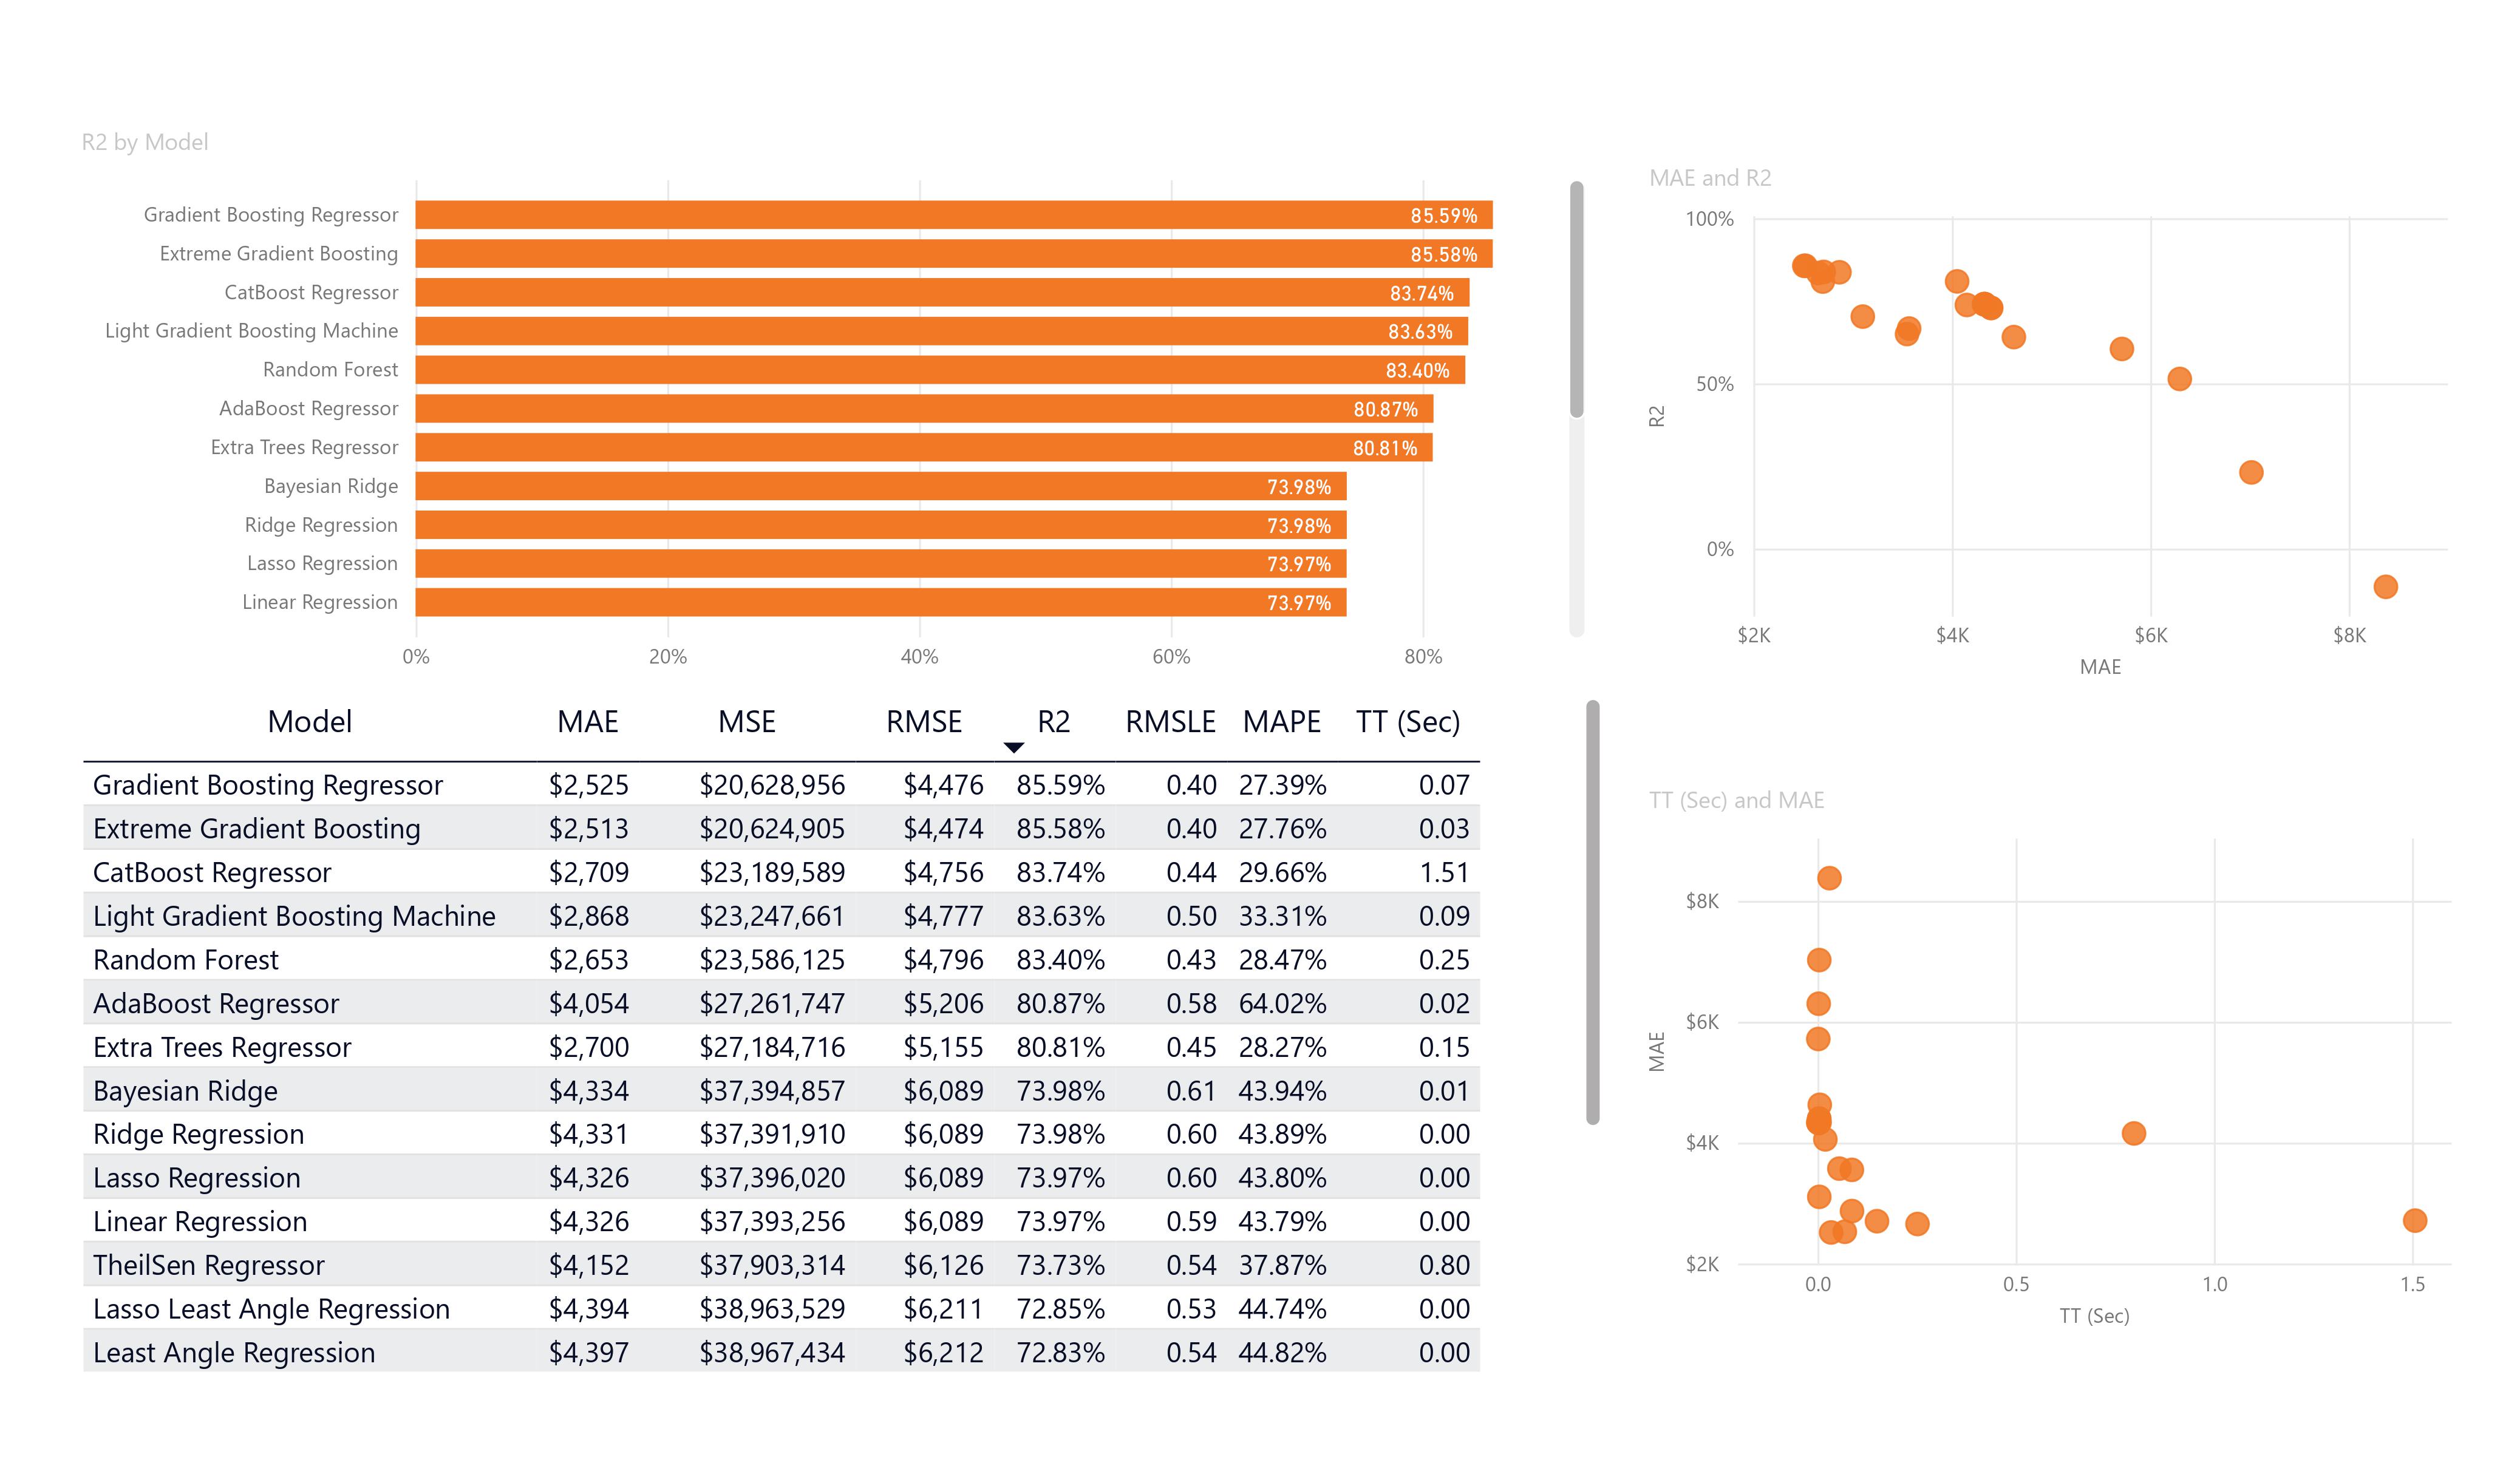 R2 by Model
Gradient Boosting Regressor 85.59%
Extreme Gradient Boosting 85.58%
CatBoost Regressor 83.74%
Light Gradient Boosting Machine 83.63%
Random Forest 83.40%
AdaBoost Regressor 80.87%
Extra Trees Regressor 80.81%
Bayesian Ridge 73.98%
Ridge Regression 73.98%
Lasso Regression 73.97%
Linear Regression 73.97%
0% 20% 40% 60% 80%
MAE and R2
100%
50%
0%
R2
$2K $4K $6K $8K
MAE
Model MAE MSE RMSE R2 RMSLE MAPE TT (Sec)
Gradient Boosting Regressor $2,525 $20,628,956 $4,476 85.59% 0.40 27.39% 0.07
Extreme Gradient Boosting $2,513 $20,624,905 $4,474 85.58% 0.40 27.76% 0.03
CatBoost Regressor $2,709 $23,189,589 $4,756 83.74% 0.44 29.66% 1.51
Light Gradient Boosting Machine $2,868 $23,247,661 $4,777 83.63% 0.50 33.31% 0.09
Random Forest $2,653 $23,586,125 $4,796 83.40% 0.43 28.47% 0.25
AdaBoost Regressor $4,054 $27,261,747 $5,206 80.87% 0.58 64.02% 0.02
Extra Trees Regressor $2,700 $27,184,716 $5,155 80.81% 0.45 28.27% 0.15
Bayesian Ridge $4,334 $37,394,857 $6,089 73.98% 0.61 43.94% 0.01
Ridge Regression $4,331 $37,391,910 $6,089 73.98% 0.60 43.89% 0.00
Lasso Regression $4,326 $37,396,020 $6,089 73.97% 0.60 43.80% 0.00
Linear Regression $4,326 $37,393,256 $6,089 73.97% 0.59 43.79% 0.00
TheilSen Regressor $4,152 $37,903,314 $6,126 73.73% 0.54 37.87% 0.80
Lasso Least Angle Regression $4,394 $38,963,529 $6,211 72.85% 0.53 44.74% 0.00
Least Angle Regression $4,397 $38,967,434 $6,212 72.83% 0.54 44.82% 0.00
TT (Sec) and MAE
$8K
$6K
$4K
$2K
MAE
0.0 0.5 1.0 1.5
TT (Sec)